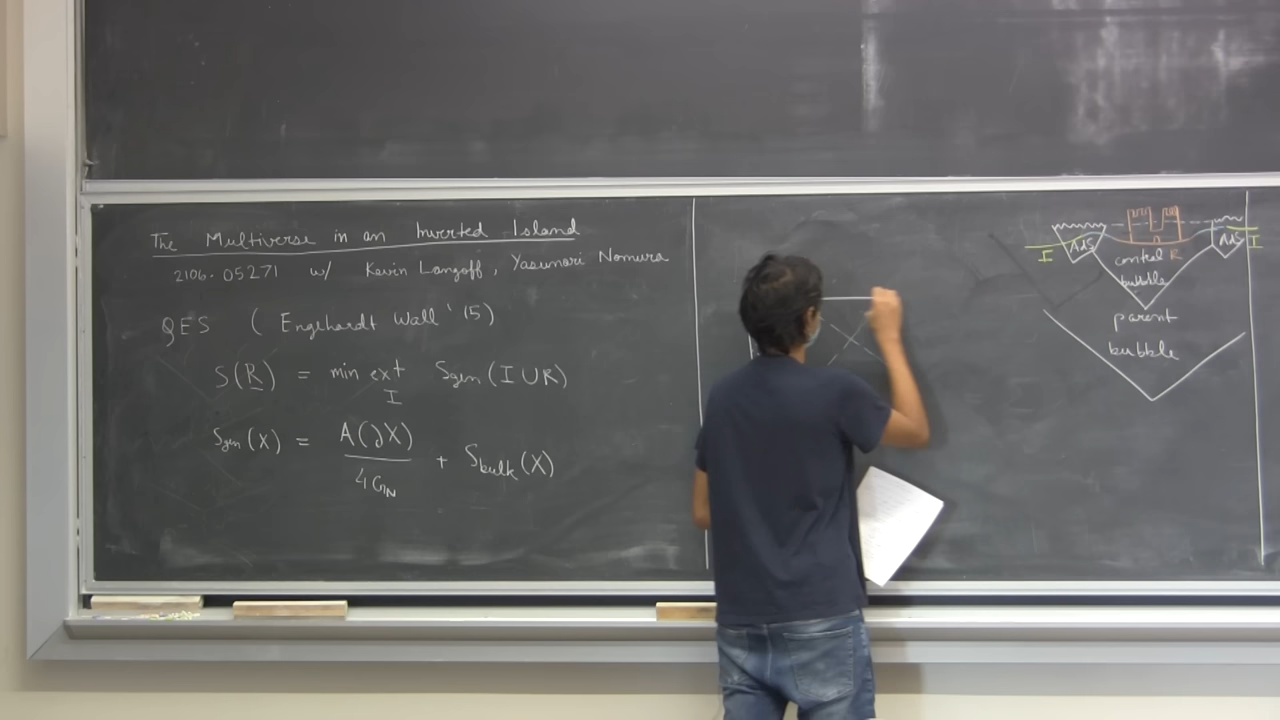 The Multiverse in an Inverted Island
2106.05271 w/ Kevin Langoff, Yasunori Nomura
QES (Engelhardt Wall '15)
S(R) = min ext S_gen(I ∪ R)
I
S_gen(X) = A(∂X) / 4G_N + S_bulk(X)
I AdS AdS I
central R
bubble
parent
bubble